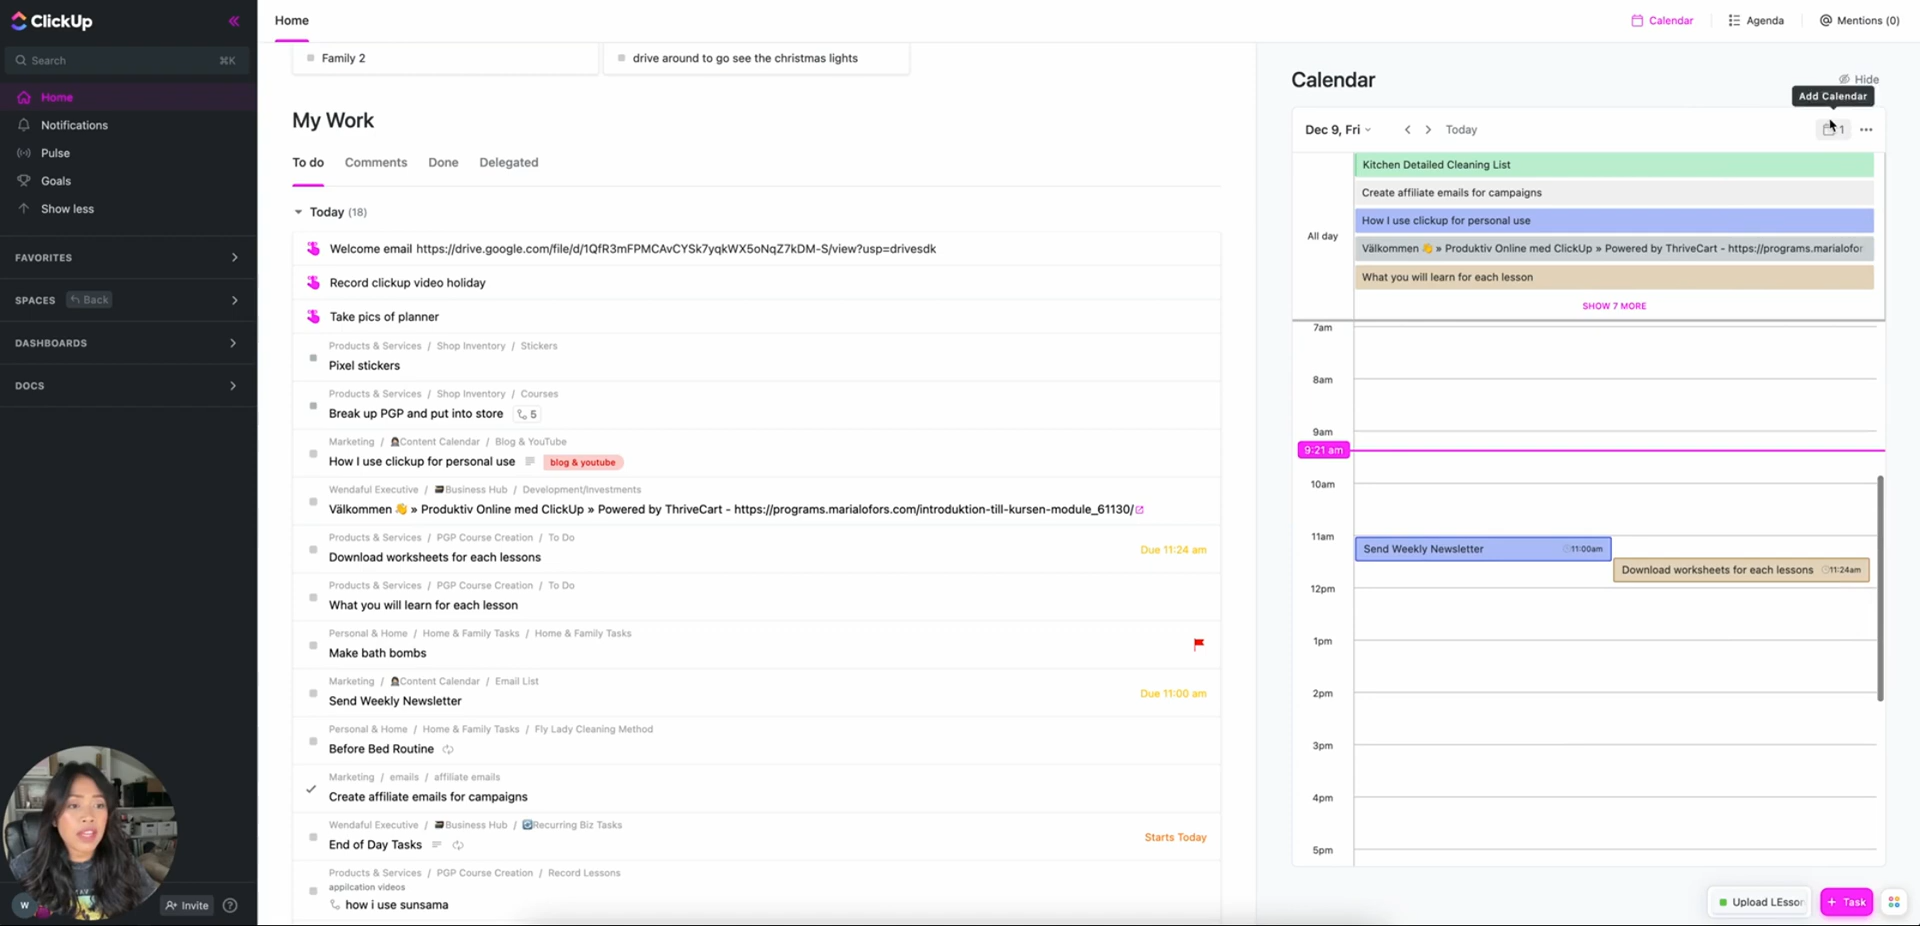 ClickUp
Search ⌘K
Home
Notifications
Pulse
Goals
Show less
FAVORITES
SPACES Back
DASHBOARDS
DOCS
W
Invite
Home
Calendar
Agenda
Mentions (0)
Family 2
drive around to go see the christmas lights
My Work
To do Comments Done Delegated
Today (18)
Welcome email https://drive.google.com/file/d/1QfR3mFPMCAvCYSk7yqkWX5oNqZ7kDM-S/view?usp=drivesdk
Record clickup video holiday
Take pics of planner
Products & Services / Shop Inventory / Stickers
Pixel stickers
Products & Services / Shop Inventory / Courses
Break up PGP and put into store 5
Marketing / Content Calendar / Blog & YouTube
How I use clickup for personal use blog & youtube
Wendaful Executive / Business Hub / Development/Investments
Välkommen 👋 » Produktiv Online med ClickUp » Powered by ThriveCart - https://programs.marialofors.com/introduktion-till-kursen-module_61130/
Products & Services / PGP Course Creation / To Do
Download worksheets for each lessons Due 11:24 am
Products & Services / PGP Course Creation / To Do
What you will learn for each lesson
Personal & Home / Home & Family Tasks / Home & Family Tasks
Make bath bombs
Marketing / Content Calendar / Email List
Send Weekly Newsletter Due 11:00 am
Personal & Home / Home & Family Tasks / Fly Lady Cleaning Method
Before Bed Routine
Marketing / emails / affiliate emails
Create affiliate emails for campaigns
Wendaful Executive / Business Hub / Recurring Biz Tasks
End of Day Tasks Starts Today
Products & Services / PGP Course Creation / Record Lessons
application videos
how i use sunsama
Calendar
Hide
Add Calendar
Dec 9, Fri Today 1
All day
Kitchen Detailed Cleaning List
Create affiliate emails for campaigns
How I use clickup for personal use
Välkommen 👋 » Produktiv Online med ClickUp » Powered by ThriveCart - https://programs.marialofor
What you will learn for each lesson
SHOW 7 MORE
7am
8am
9am
9:21 am
10am
11am
Send Weekly Newsletter 11:00am
Download worksheets for each lessons 11:24am
12pm
1pm
2pm
3pm
4pm
5pm
Upload LEsson
+ Task